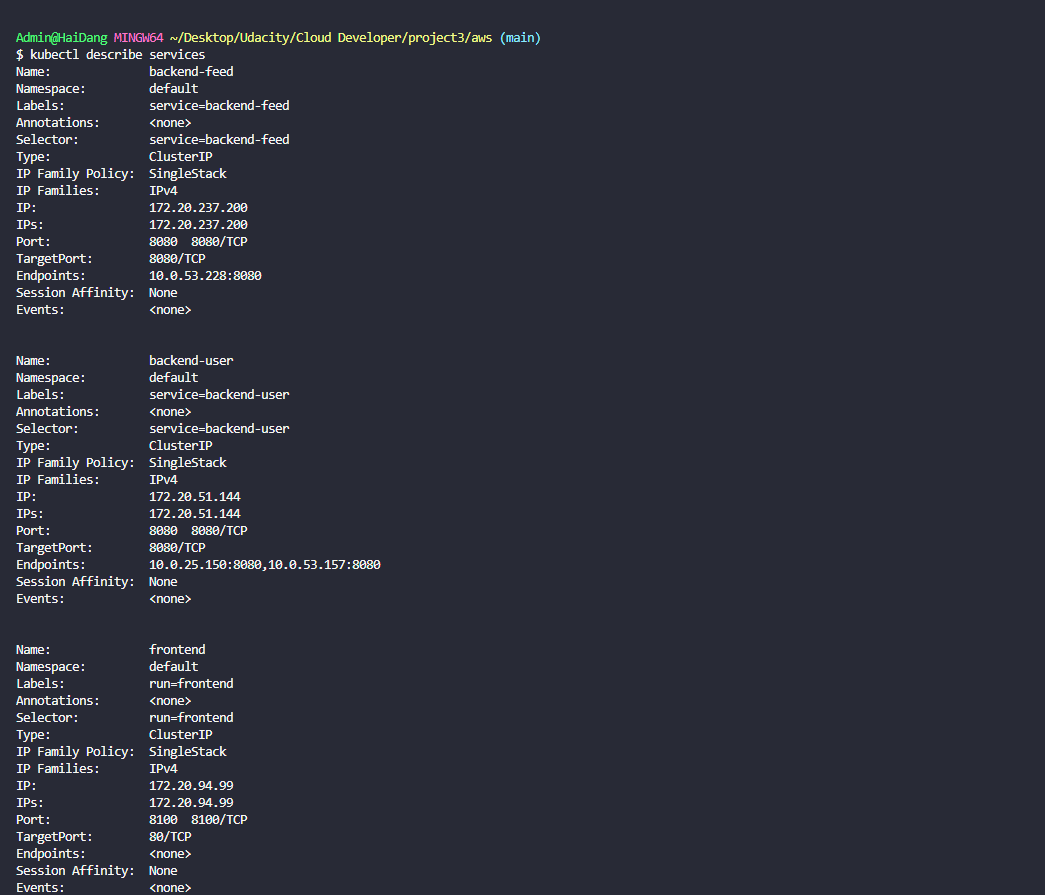 Admin@HaiDang MINGW64 ~/Desktop/Udacity/Cloud Developer/project3/aws (main)
$ kubectl describe services
Name:              backend-feed
Namespace:         default
Labels:            service=backend-feed
Annotations:       <none>
Selector:          service=backend-feed
Type:              ClusterIP
IP Family Policy:  SingleStack
IP Families:       IPv4
IP:                172.20.237.200
IPs:               172.20.237.200
Port:              8080  8080/TCP
TargetPort:        8080/TCP
Endpoints:         10.0.53.228:8080
Session Affinity:  None
Events:            <none>
Name:              backend-user
Namespace:         default
Labels:            service=backend-user
Annotations:       <none>
Selector:          service=backend-user
Type:              ClusterIP
IP Family Policy:  SingleStack
IP Families:       IPv4
IP:                172.20.51.144
IPs:               172.20.51.144
Port:              8080  8080/TCP
TargetPort:        8080/TCP
Endpoints:         10.0.25.150:8080,10.0.53.157:8080
Session Affinity:  None
Events:            <none>
Name:              frontend
Namespace:         default
Labels:            run=frontend
Annotations:       <none>
Selector:          run=frontend
Type:              ClusterIP
IP Family Policy:  SingleStack
IP Families:       IPv4
IP:                172.20.94.99
IPs:               172.20.94.99
Port:              8100  8100/TCP
TargetPort:        80/TCP
Endpoints:         <none>
Session Affinity:  None
Events:            <none>